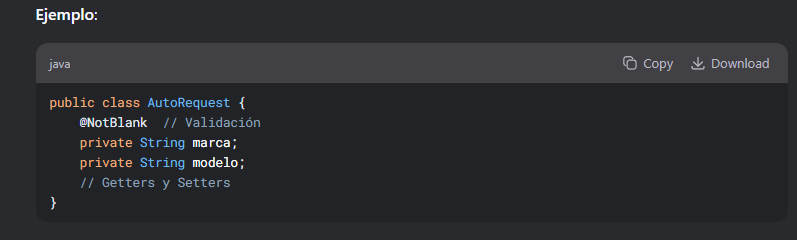 Ejemplo:
java Copy Download
public class AutoRequest {
    @NotBlank  // Validación
    private String marca;
    private String modelo;
    // Getters y Setters
}